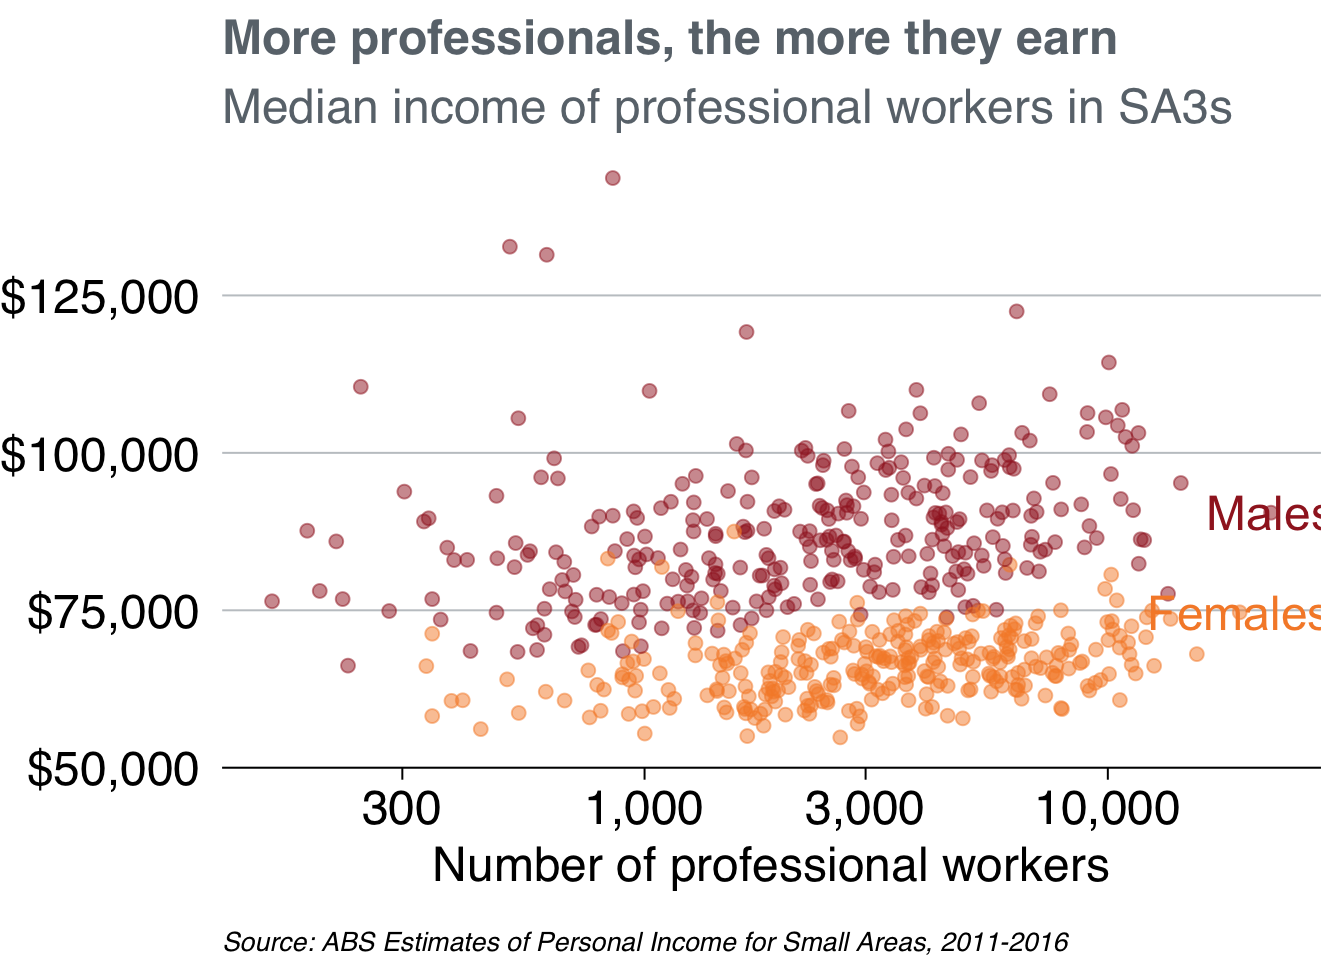 More professionals, the more they earn
Median income of professional workers in SA3s
$125,000
$100,000
Males
$75,000
Females
$50,000
300
1,000
3,000
10,000
Number of professional workers
Source: ABS Estimates of Personal Income for Small Areas, 2011-2016